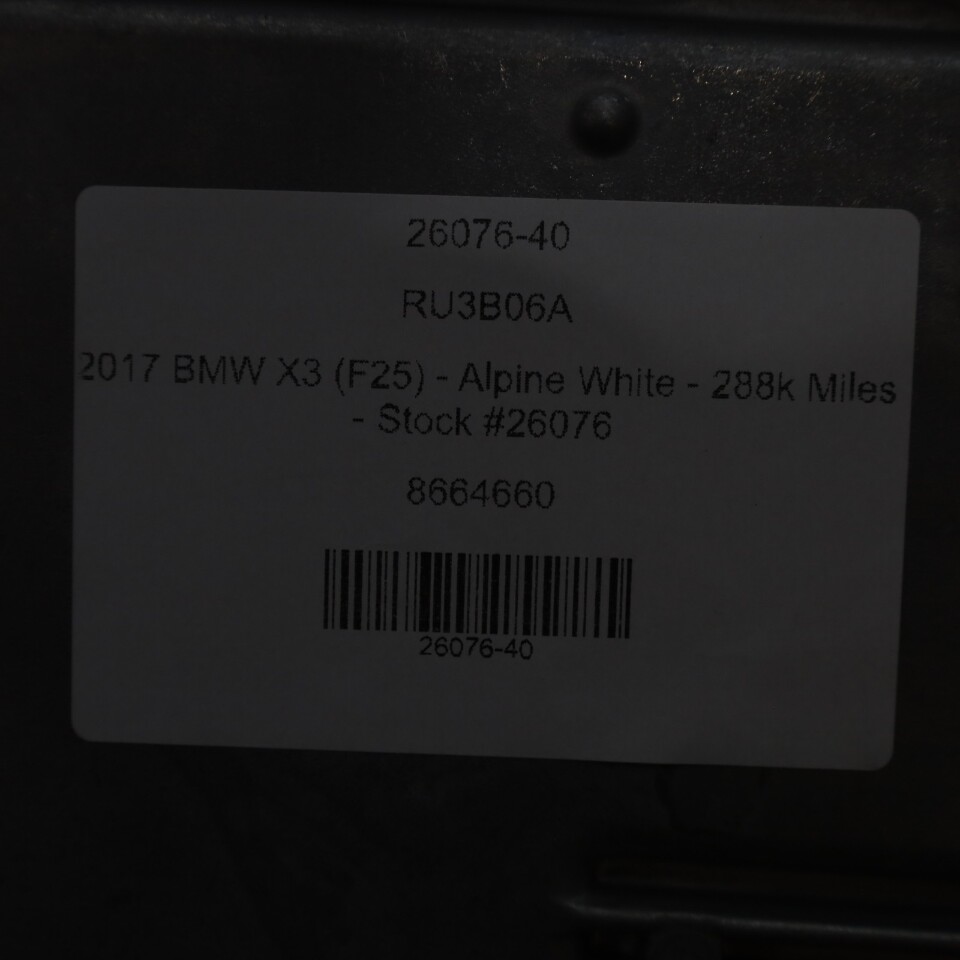 26076-40
RU3B06A
2017 BMW X3 (F25) - Alpine White - 288k Miles
- Stock #26076
8664660
26076-40